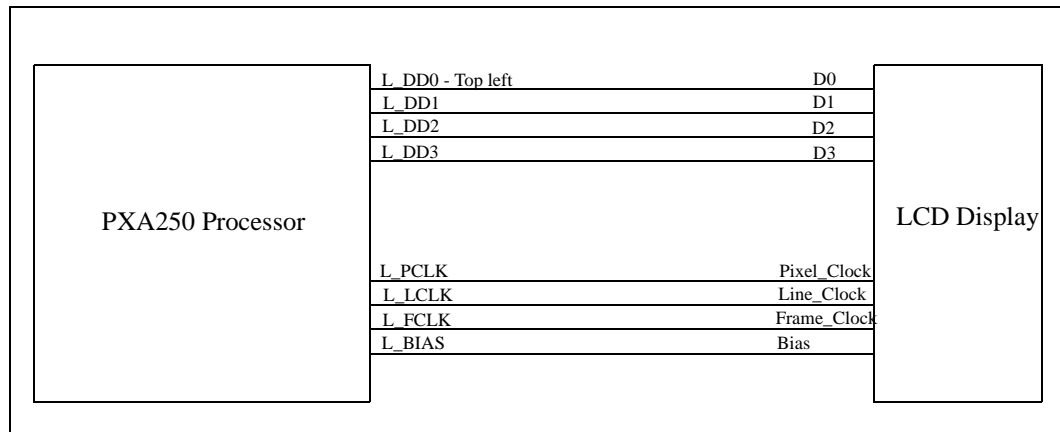 L_DD0 - Top left D0
L_DD1 D1
L_DD2 D2
L_DD3 D3
PXA250 Processor
LCD Display
L_PCLK Pixel_Clock
L_LCLK Line_Clock
L_FCLK Frame_Clock
L_BIAS Bias